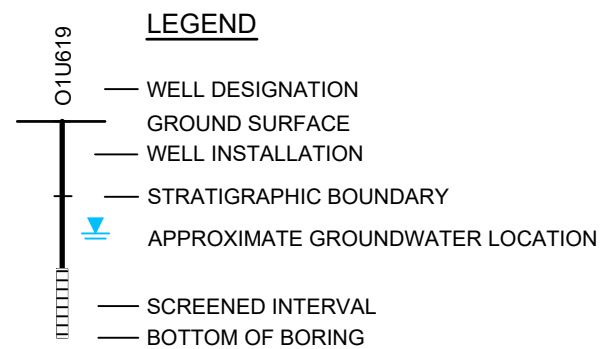 LEGEND
O1U619
WELL DESIGNATION
GROUND SURFACE
WELL INSTALLATION
STRATIGRAPHIC BOUNDARY
APPROXIMATE GROUNDWATER LOCATION
SCREENED INTERVAL
BOTTOM OF BORING